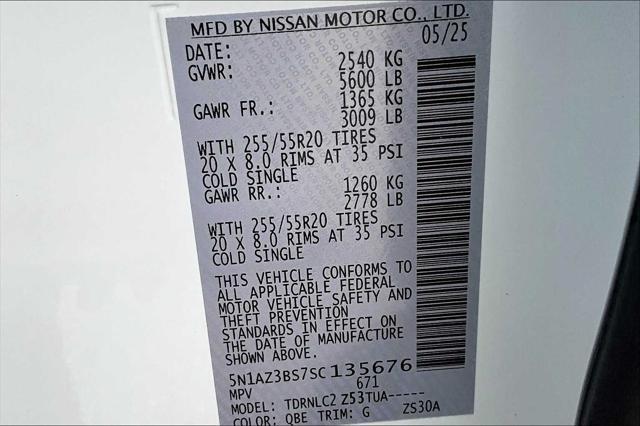 MFD BY NISSAN MOTOR CO., LTD.
DATE: 05/25
GVWR: 2540 KG
5600 LB
GAWR FR.: 1365 KG
3009 LB
WITH 255/55R20 TIRES
20 X 8.0 RIMS AT 35 PSI
COLD SINGLE
GAWR RR.: 1260 KG
2778 LB
WITH 255/55R20 TIRES
20 X 8.0 RIMS AT 35 PSI
COLD SINGLE
THIS VEHICLE CONFORMS TO
ALL APPLICABLE FEDERAL
MOTOR VEHICLE SAFETY AND
THEFT PREVENTION
STANDARDS IN EFFECT ON
THE DATE OF MANUFACTURE
SHOWN ABOVE.
5N1AZ3BS7SC 135676
MPV 671
MODEL: TDRNLC2 Z53TUA-----
COLOR: QBE TRIM: G ZS30A